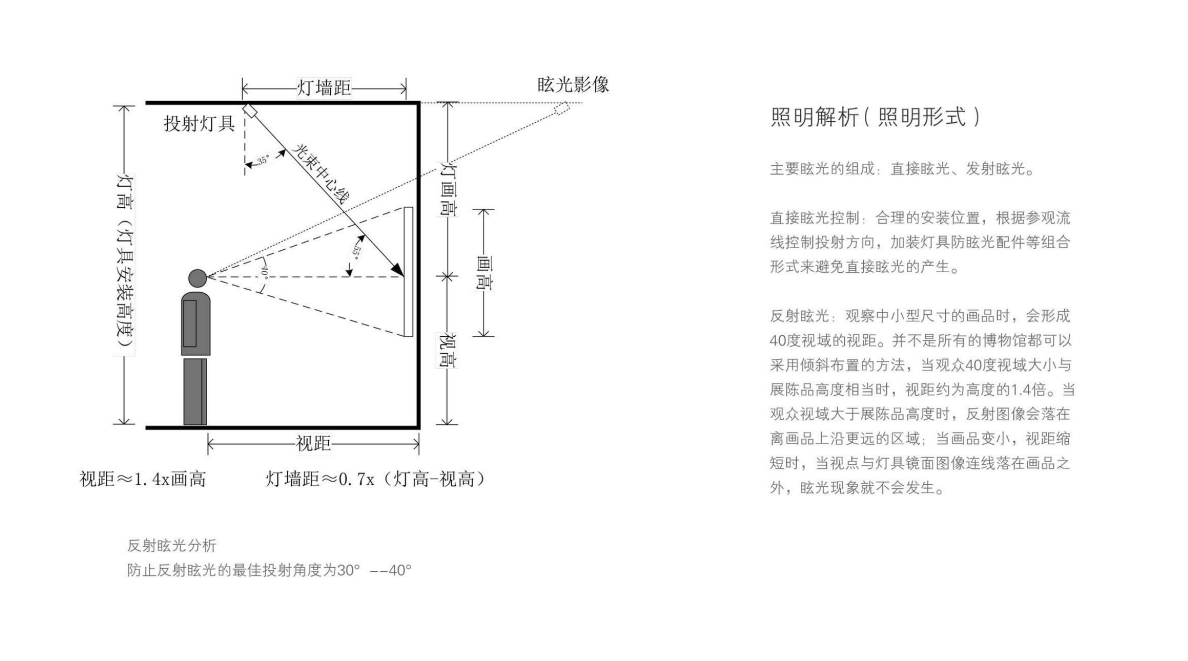 灯墙距
眩光影像
投射灯具
35°
光束中心线
灯画高
灯高（灯具安装高度）
55°
40°
画高
视高
视距
视距≈1.4x画高
灯墙距≈0.7x（灯高-视高）
反射眩光分析
防止反射眩光的最佳投射角度为30° --40°
照明解析( 照明形式 )
主要眩光的组成：直接眩光、发射眩光。
直接眩光控制：合理的安装位置，根据参观流
线控制投射方向，加装灯具防眩光配件等组合
形式来避免直接眩光的产生。
反射眩光：观察中小型尺寸的画品时，会形成
40度视域的视距。并不是所有的博物馆都可以
采用倾斜布置的方法，当观众40度视域大小与
展陈品高度相当时，视距约为高度的1.4倍。当
观众视域大于展陈品高度时，反射图像会落在
离画品上沿更远的区域；当画品变小，视距缩
短时，当视点与灯具镜面图像连线落在画品之
外，眩光现象就不会发生。